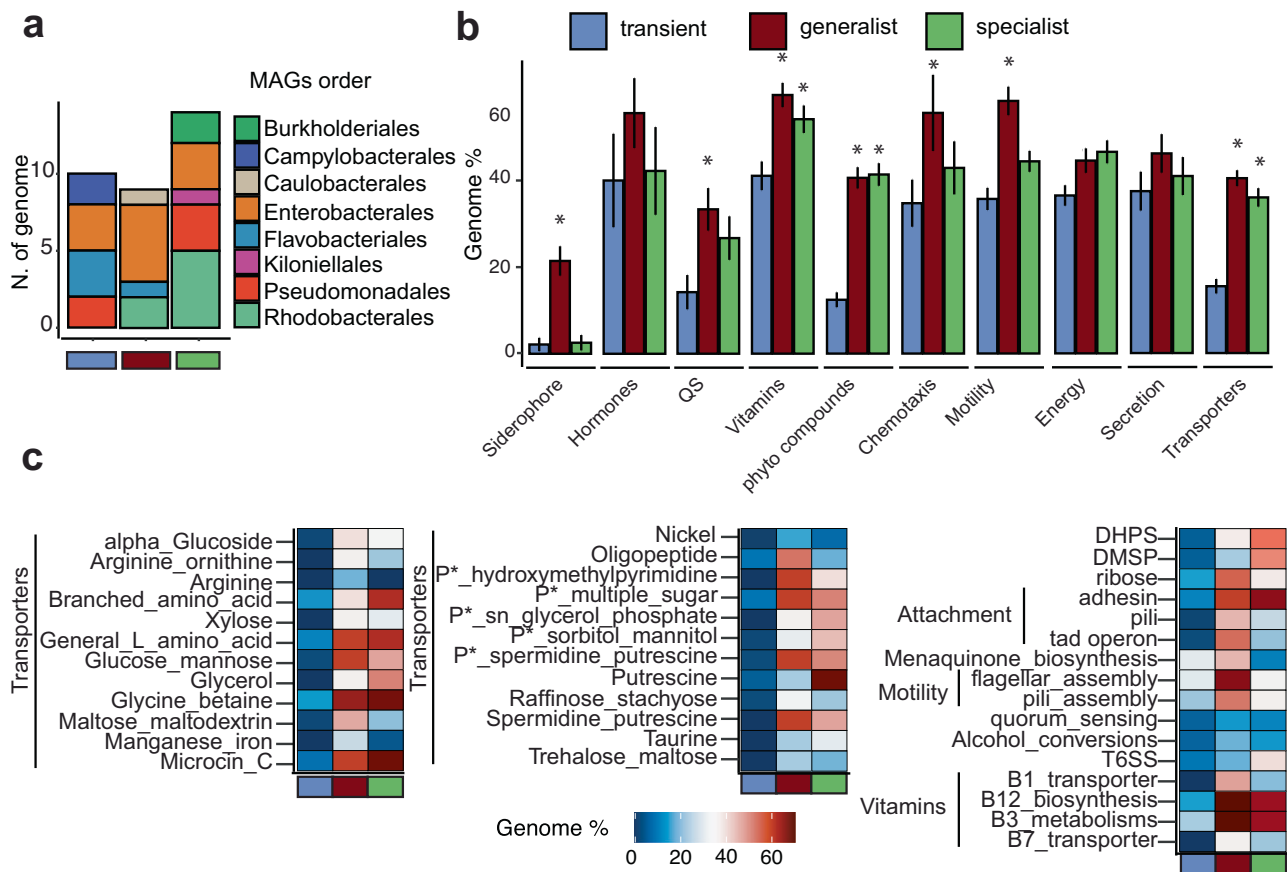 a
MAGs order
N. of genome
10
5
0
Burkholderiales
Campylobacterales
Caulobacterales
Enterobacterales
Flavobacteriales
Kiloniellales
Pseudomonadales
Rhodobacterales
b
transient
generalist
specialist
Genome %
60
40
20
0
*
*
*
*
*
*
*
*
*
*
Siderophore
Hormones
QS
Vitamins
phyto compounds
Chemotaxis
Motility
Energy
Secretion
Transporters
c
Transporters
alpha_Glucoside
Arginine_ornithine
Arginine
Branched_amino_acid
Xylose
General_L_amino_acid
Glucose_mannose
Glycerol
Glycine_betaine
Maltose_maltodextrin
Manganese_iron
Microcin_C
Transporters
Nickel
Oligopeptide
P*_hydroxymethylpyrimidine
P*_multiple_sugar
P*_sn_glycerol_phosphate
P*_sorbitol_mannitol
P*_spermidine_putrescine
Putrescine
Raffinose_stachyose
Spermidine_putrescine
Taurine
Trehalose_maltose
DHPS
DMSP
ribose
Attachment
adhesin
pili
tad operon
Menaquinone_biosynthesis
Motility
flagellar_assembly
pili_assembly
quorum_sensing
Alcohol_conversions
T6SS
Vitamins
B1_transporter
B12_biosynthesis
B3_metabolisms
B7_transporter
Genome %
0 20 40 60